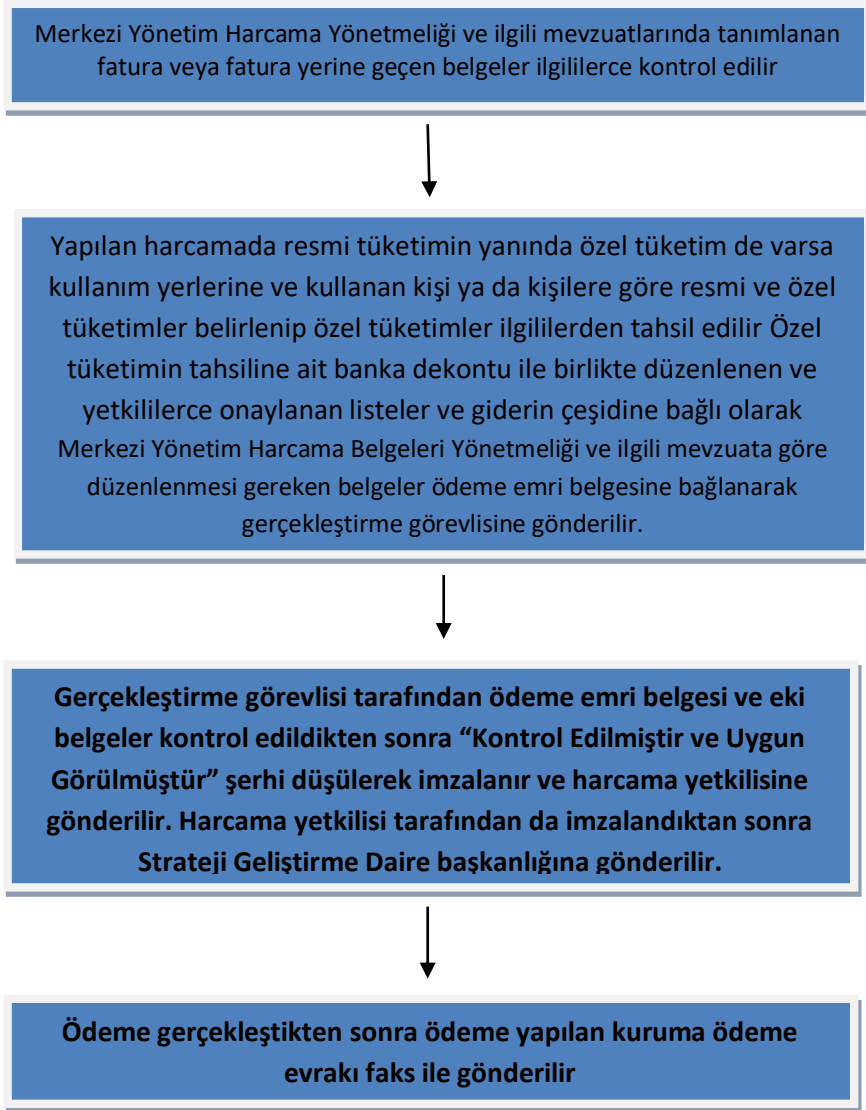 Merkezi Yönetim Harcama Yönetmeliği ve ilgili mevzuatlarında tanımlanan
fatura veya fatura yerine geçen belgeler ilgililerce kontrol edilir
Yapılan harcamada resmi tüketimin yanında özel tüketim de varsa
kullanım yerlerine ve kullanan kişi ya da kişilere göre resmi ve özel
tüketimler belirlenip özel tüketimler ilgililerden tahsil edilir Özel
tüketimin tahsiline ait banka dekontu ile birlikte düzenlenen ve
yetkililerce onaylanan listeler ve giderin çeşidine bağlı olarak
Merkezi Yönetim Harcama Belgeleri Yönetmeliği ve ilgili mevzuata göre
düzenlenmesi gereken belgeler ödeme emri belgesine bağlanarak
gerçekleştirme görevlisine gönderilir.
Gerçekleştirme görevlisi tarafından ödeme emri belgesi ve eki
belgeler kontrol edildikten sonra “Kontrol Edilmiştir ve Uygun
Görülmüştür” şerhi düşülerek imzalanır ve harcama yetkilisine
gönderilir. Harcama yetkilisi tarafından da imzalandıktan sonra
Strateji Geliştirme Daire başkanlığına gönderilir.
Ödeme gerçekleştikten sonra ödeme yapılan kuruma ödeme
evrakı faks ile gönderilir